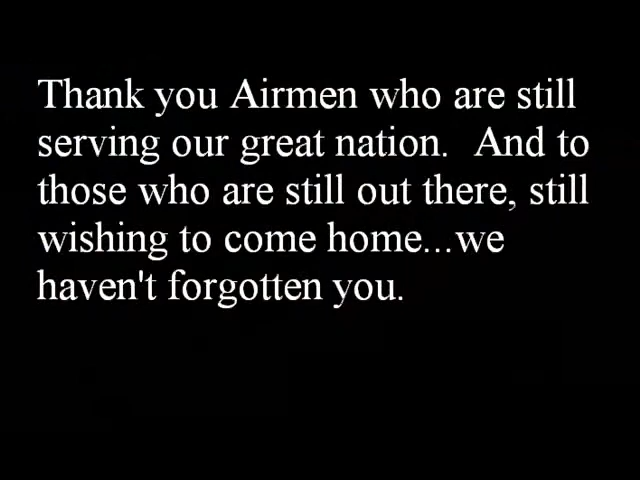 Thank you Airmen who are still
serving our great nation.  And to
those who are still out there, still
wishing to come home...we
haven't forgotten you.